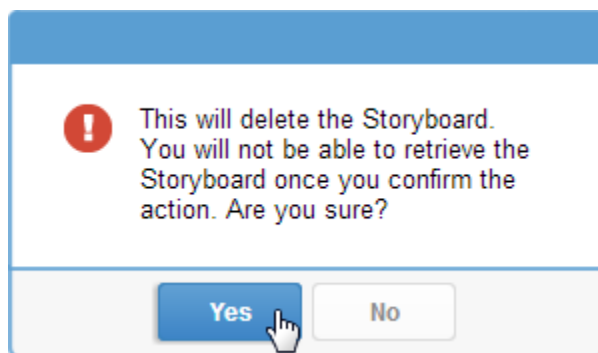 This will delete the Storyboard.
You will not be able to retrieve the
Storyboard once you confirm the
action. Are you sure?
Yes
No